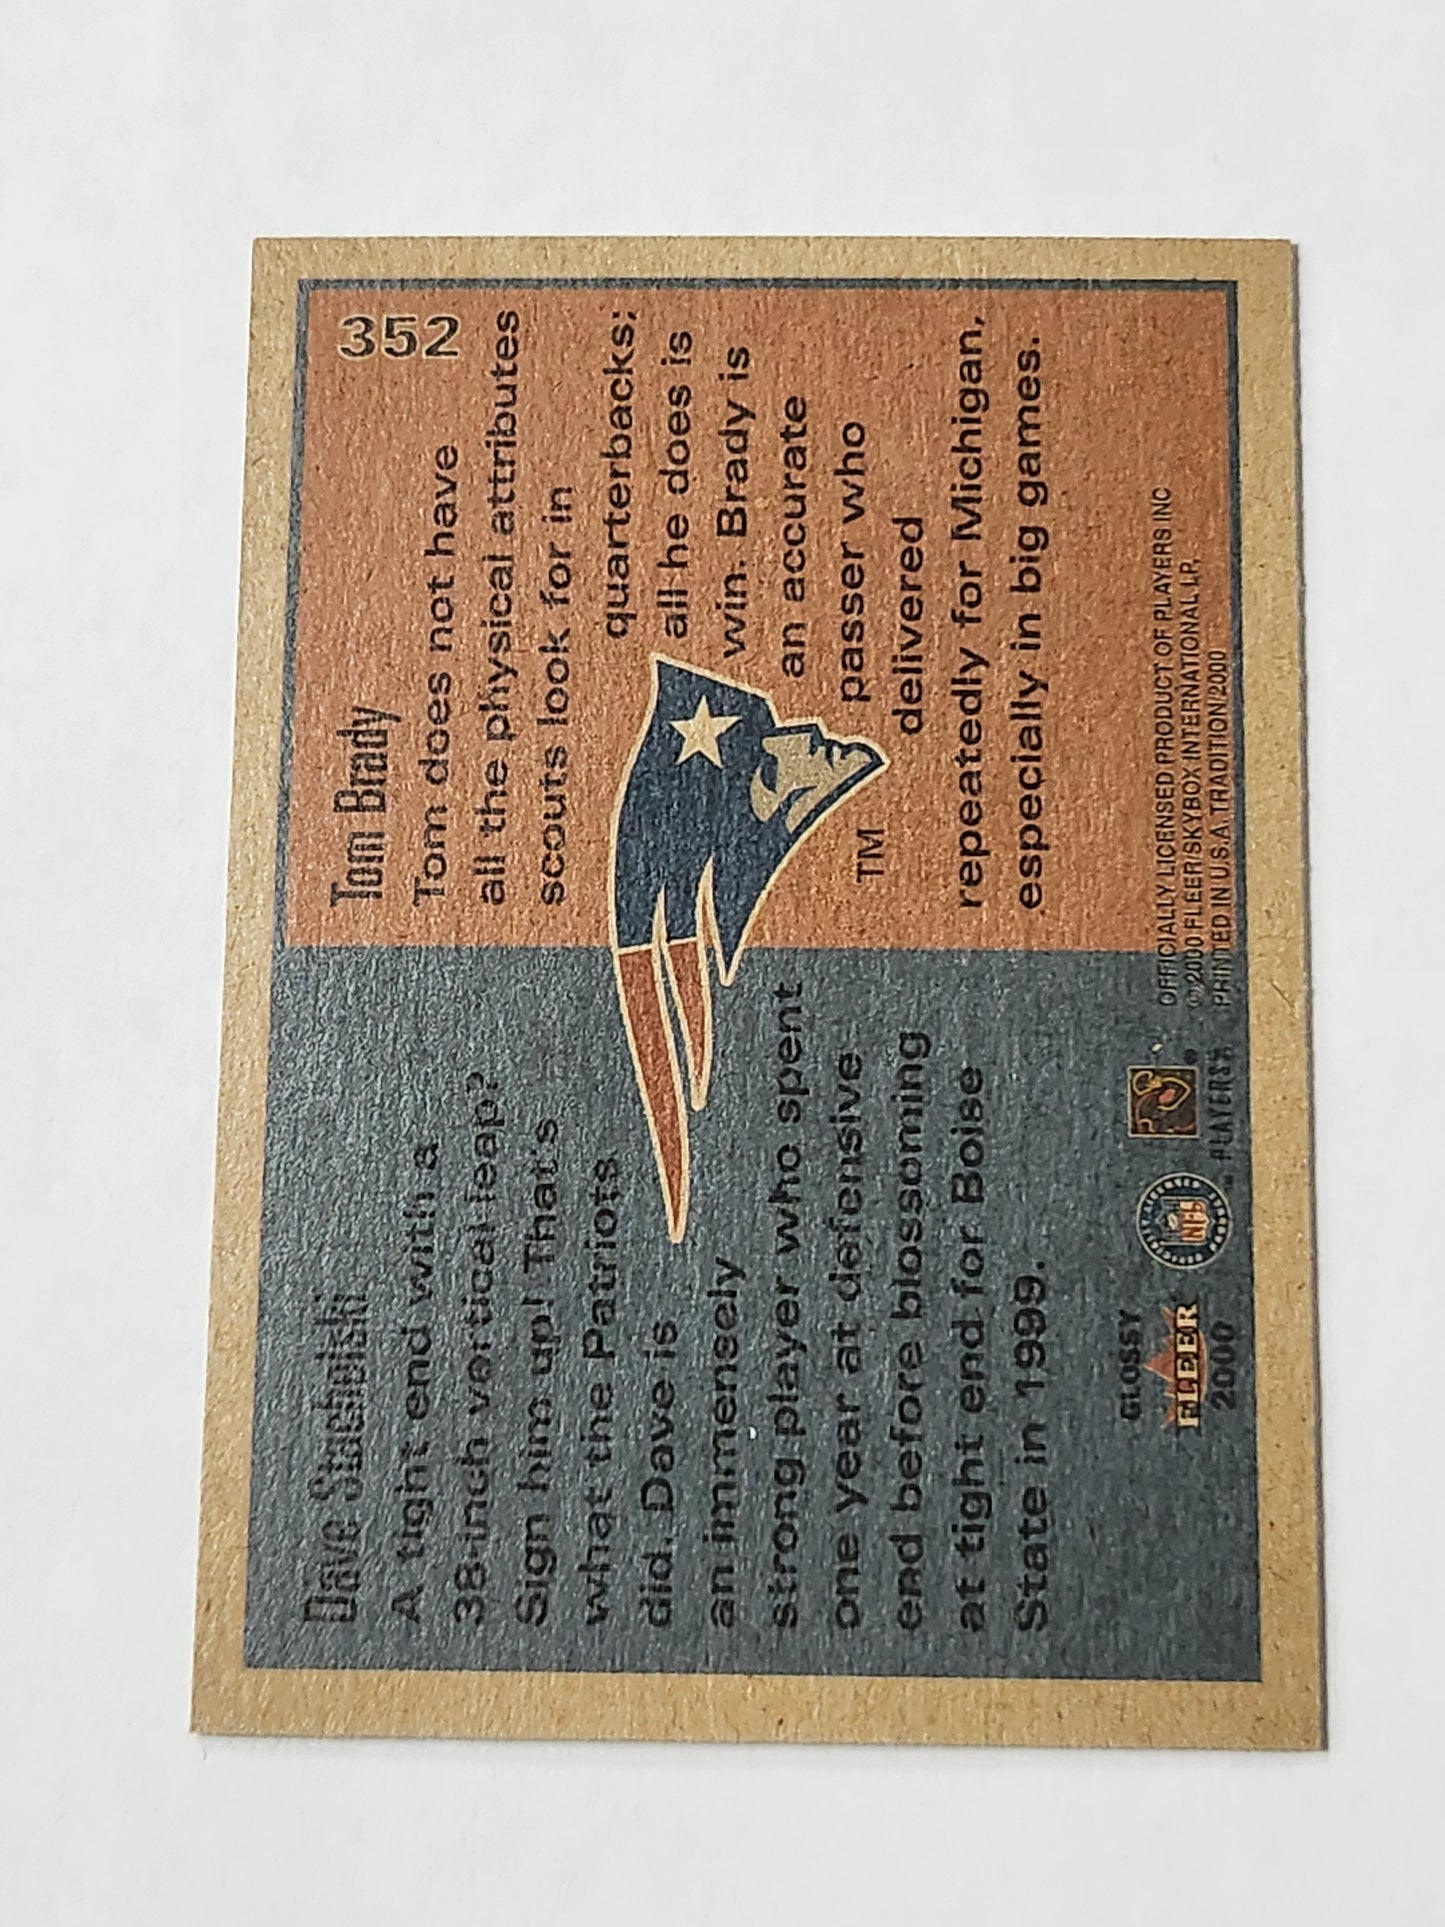 352
Dave Stachelski
A tight end with a
38-inch vertical leap?
Sign him up! That's
what the Patriots
did. Dave is
an immensely
strong player who spent
one year at defensive
end before blossoming
at tight end for Boise
State in 1999.
Tom Brady
Tom does not have
all the physical attributes
scouts look for in
quarterbacks;
all he does is
win. Brady is
an accurate
passer who
delivered
repeatedly for Michigan,
especially in big games.
TM
GLOSSY
FLEER
2000
NFL
PLAYERS
OFFICIALLY LICENSED PRODUCT OF PLAYERS INC
©2000 FLEER/SKYBOX INTERNATIONAL LP,
PRINTED IN U.S.A. TRADITION/2000